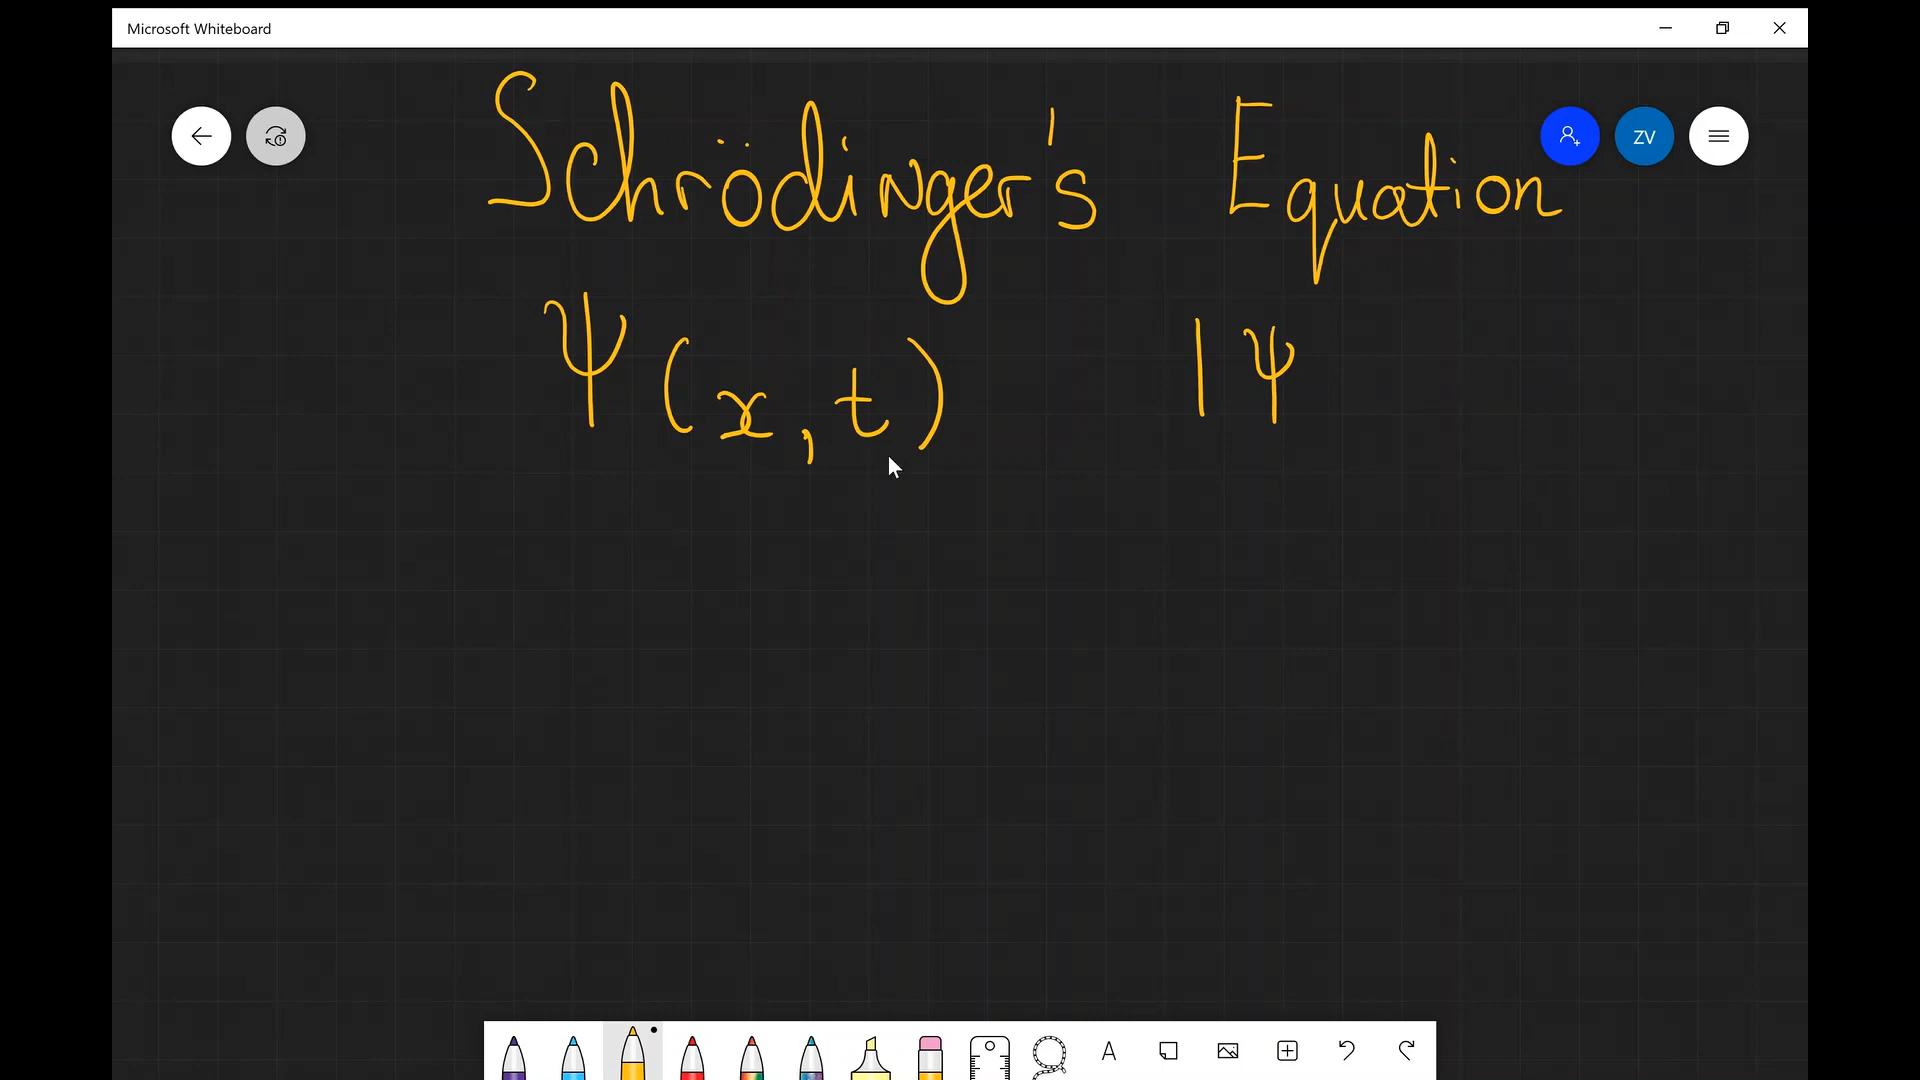 Microsoft Whiteboard
Schrödinger's Equation
ZV
Ψ (x, t) |Ψ
A